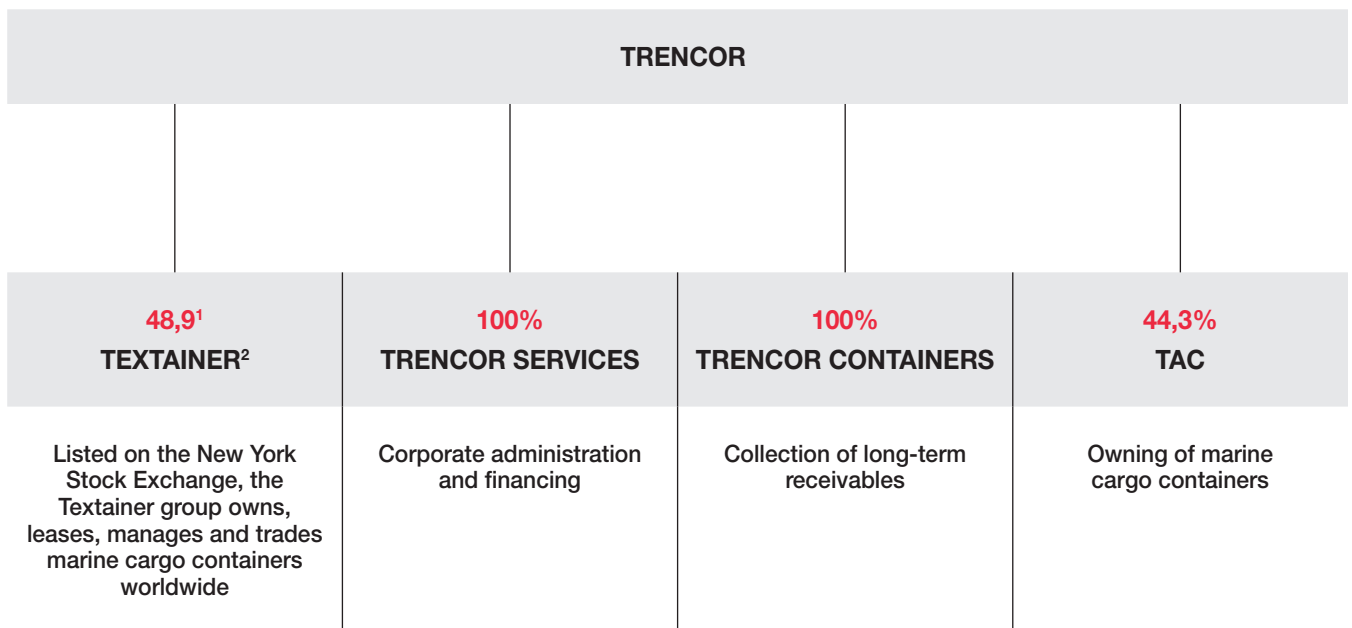 TRENCOR
48,9¹
TEXTAINER²
Listed on the New York
Stock Exchange, the
Textainer group owns,
leases, manages and trades
marine cargo containers
worldwide
100%
TRENCOR SERVICES
Corporate administration
and financing
100%
TRENCOR CONTAINERS
Collection of long-term
receivables
44,3%
TAC
Owning of marine
cargo containers